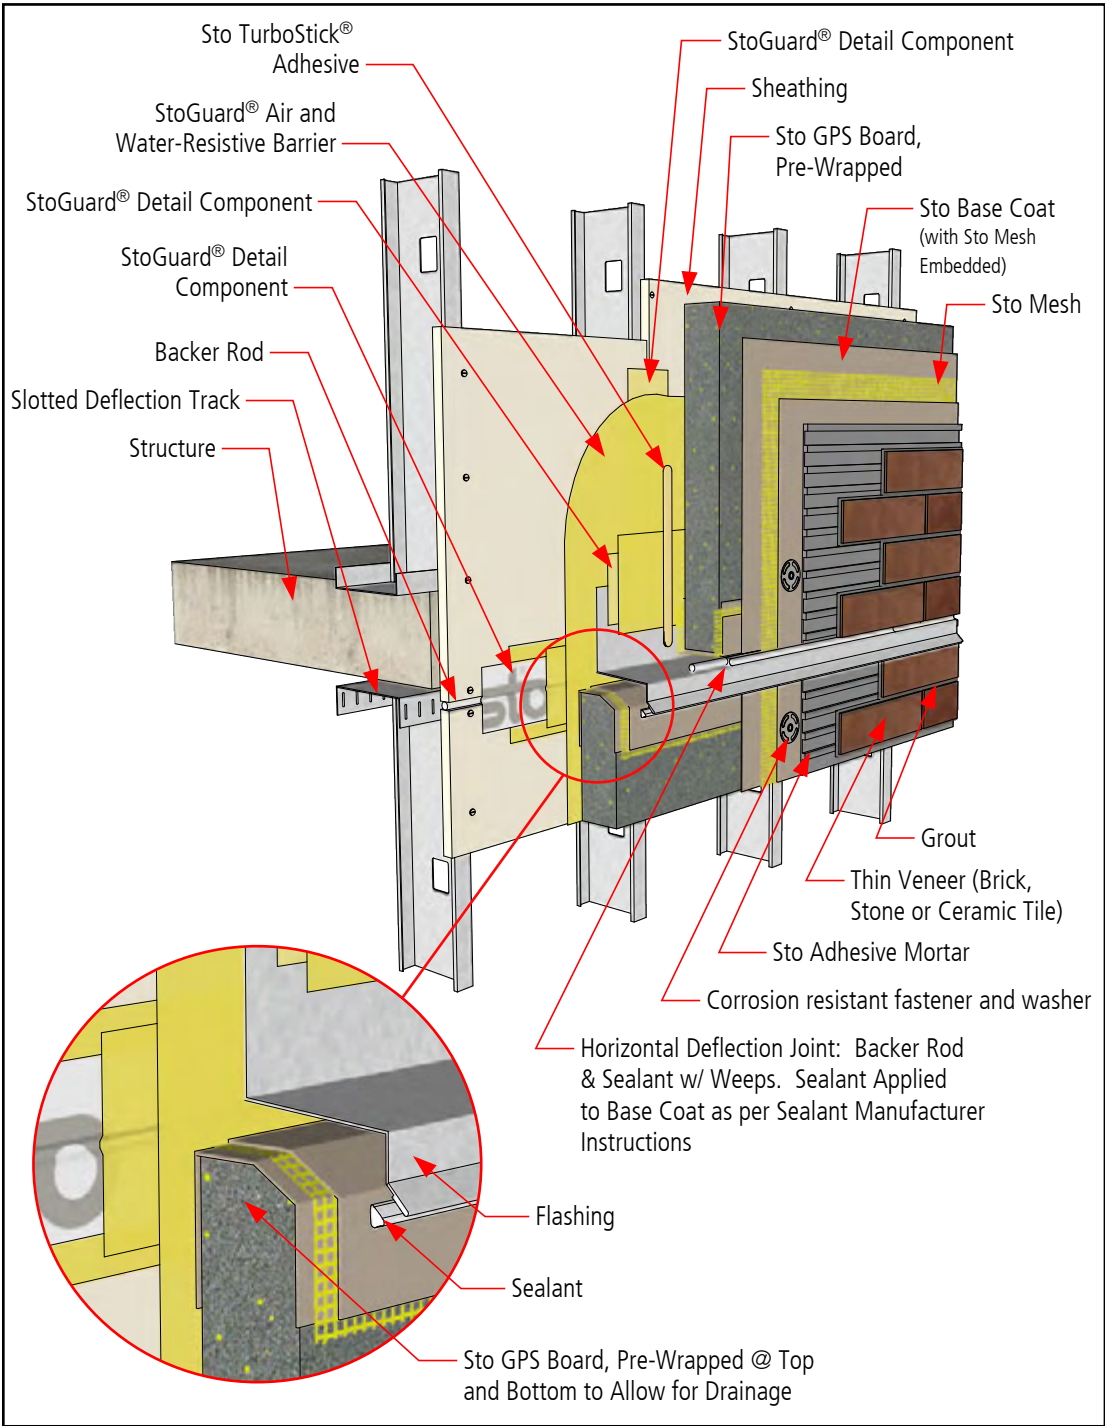 Sto TurboStick®
Adhesive
StoGuard® Air and
Water-Resistive Barrier
StoGuard® Detail Component
StoGuard® Detail
Component
Backer Rod
Slotted Deflection Track
Structure
StoGuard® Detail Component
Sheathing
Sto GPS Board,
Pre-Wrapped
Sto Base Coat
(with Sto Mesh
Embedded)
Sto Mesh
sto
Grout
Thin Veneer (Brick,
Stone or Ceramic Tile)
Sto Adhesive Mortar
Corrosion resistant fastener and washer
Horizontal Deflection Joint: Backer Rod
& Sealant w/ Weeps. Sealant Applied
to Base Coat as per Sealant Manufacturer
Instructions
Flashing
Sealant
Sto GPS Board, Pre-Wrapped @ Top
and Bottom to Allow for Drainage